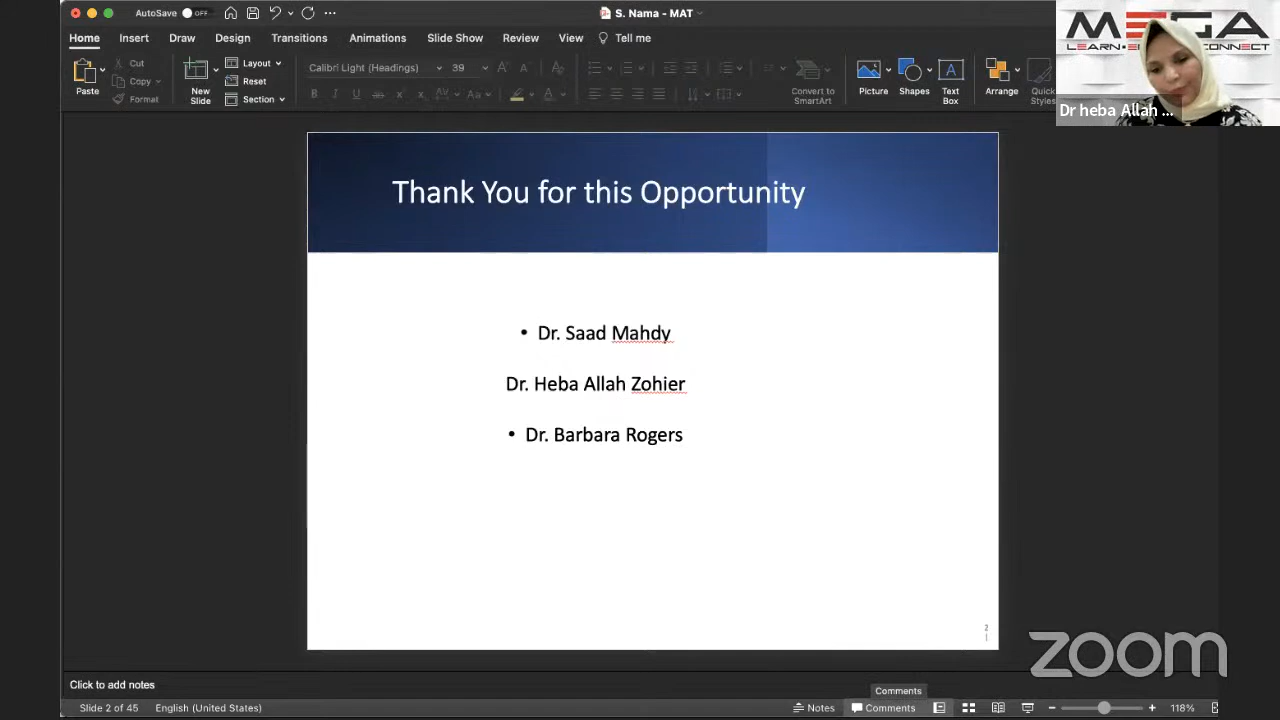 AutoSave OFF
S. Nama - MAT
Home Insert Draw Design Transitions Animations Slide Show Review View Tell me
Paste
Cut
Copy
Format
New
Slide
Layout
Reset
Section
Calibri Light (Headings) 39
Convert to
SmartArt
Picture
Shapes
Text
Box
Arrange
Quick
Styles
MEGA
Dr heba Allah ...
Thank You for this Opportunity
• Dr. Saad Mahdy
Dr. Heba Allah Zohier
• Dr. Barbara Rogers
2
zoom
Click to add notes
Comments
Slide 2 of 45 English (United States) Notes Comments 118%